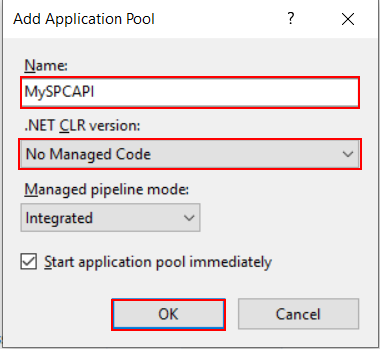 Add Application Pool ? ×
Name:
MySPCAPI
.NET CLR version:
No Managed Code
Managed pipeline mode:
Integrated
Start application pool immediately
OK Cancel